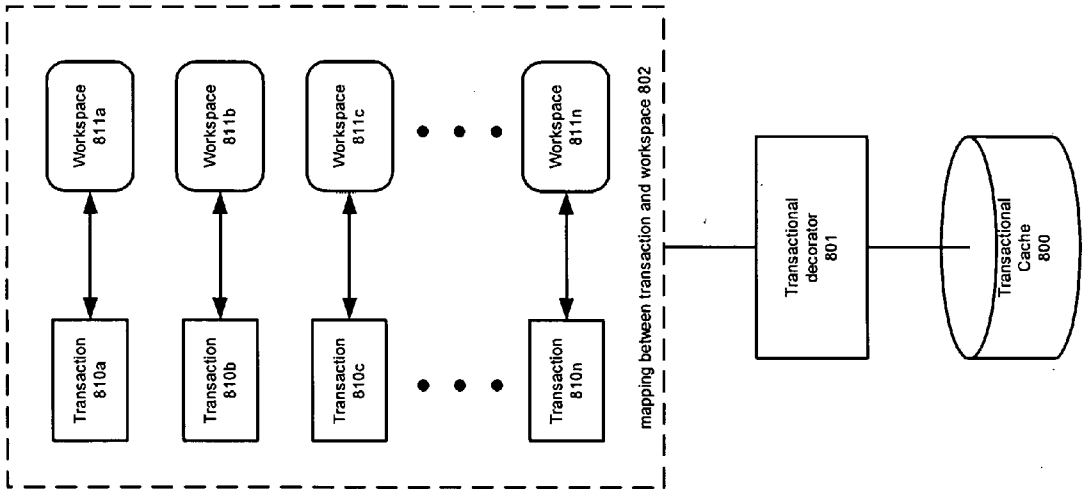 Workspace
811a
Workspace
811b
Workspace
811c
Workspace
811n
Transaction
810a
Transaction
810b
Transaction
810c
Transaction
810n
mapping between transaction and workspace 802
Transactional
decorator
801
Transactional
Cache
800